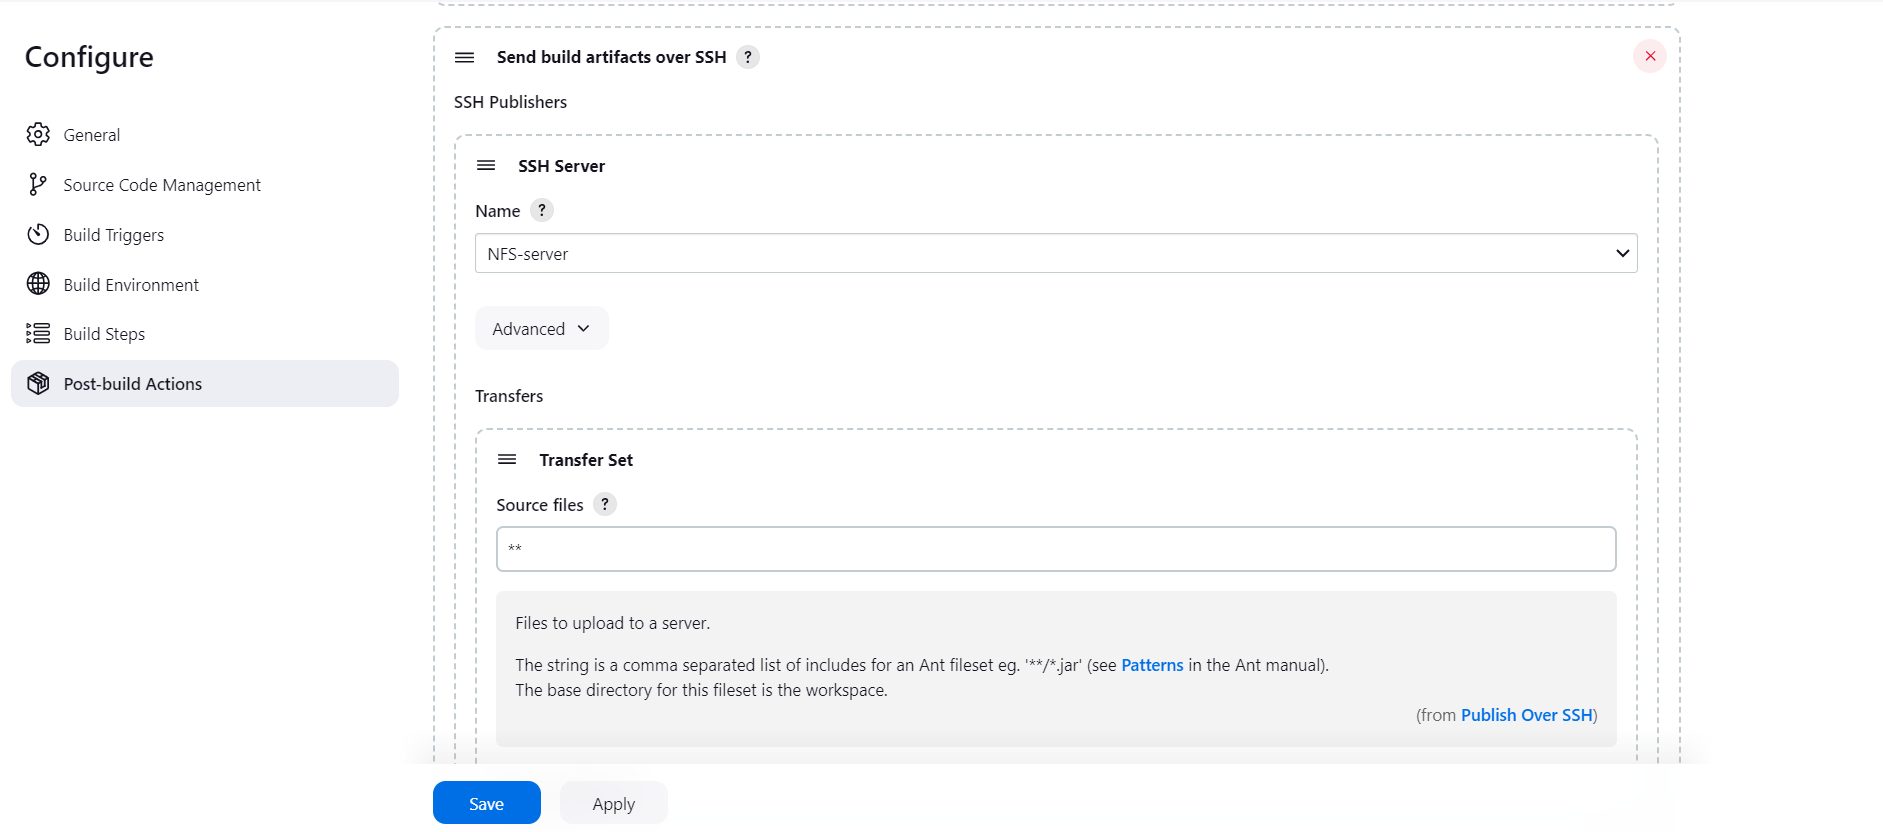 Configure
General
Source Code Management
Build Triggers
Build Environment
Build Steps
Post-build Actions
Send build artifacts over SSH ?
SSH Publishers
SSH Server
Name ?
NFS-server
Advanced
Transfers
Transfer Set
Source files ?
**
Files to upload to a server.
The string is a comma separated list of includes for an Ant fileset eg. '**/*.jar' (see Patterns in the Ant manual).
The base directory for this fileset is the workspace.
(from Publish Over SSH)
Save
Apply